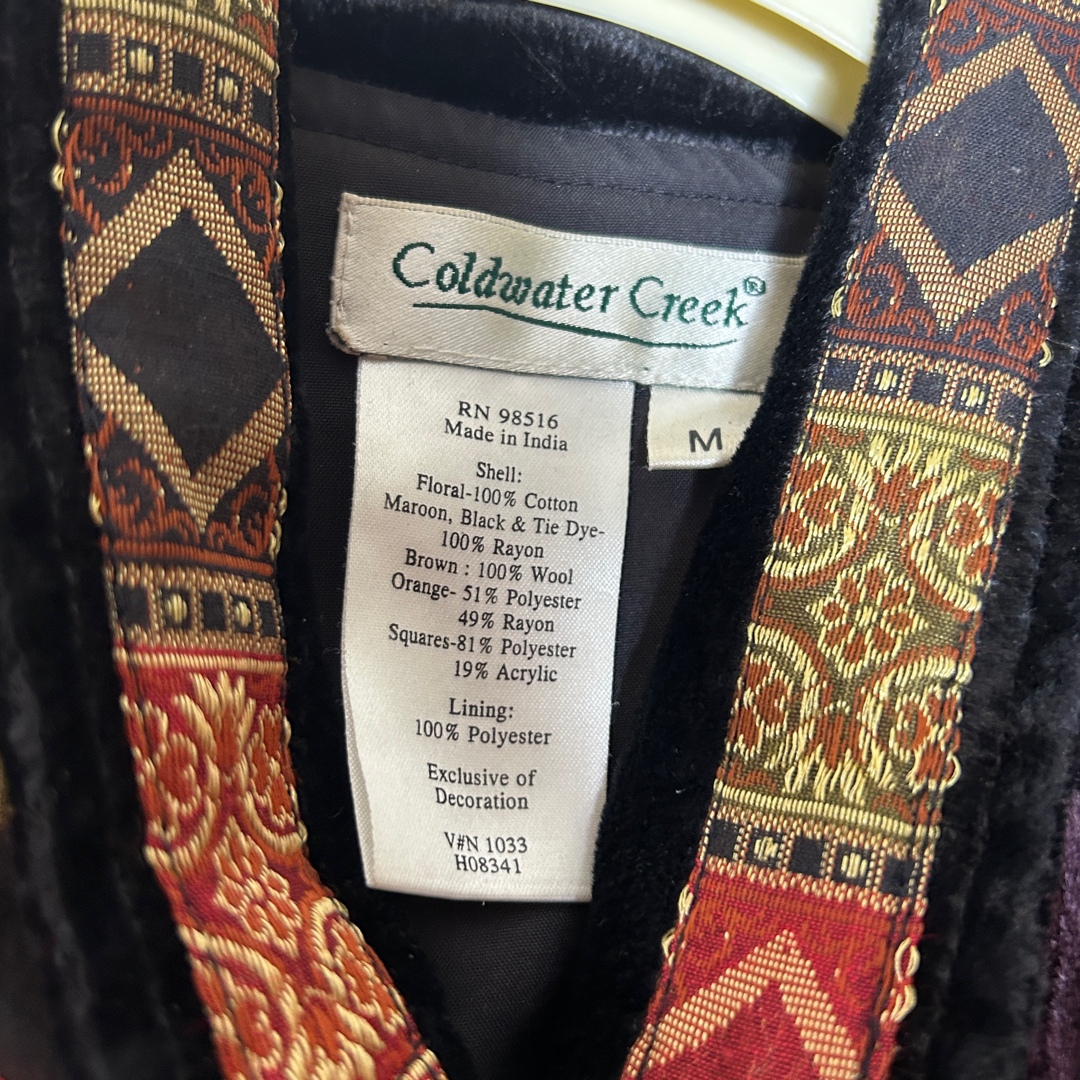 Coldwater Creek®
M
RN 98516
Made in India
Shell:
Floral-100% Cotton
Maroon, Black & Tie Dye-
100% Rayon
Brown : 100% Wool
Orange- 51% Polyester
49% Rayon
Squares-81% Polyester
19% Acrylic
Lining:
100% Polyester
Exclusive of
Decoration
V#N 1033
H08341